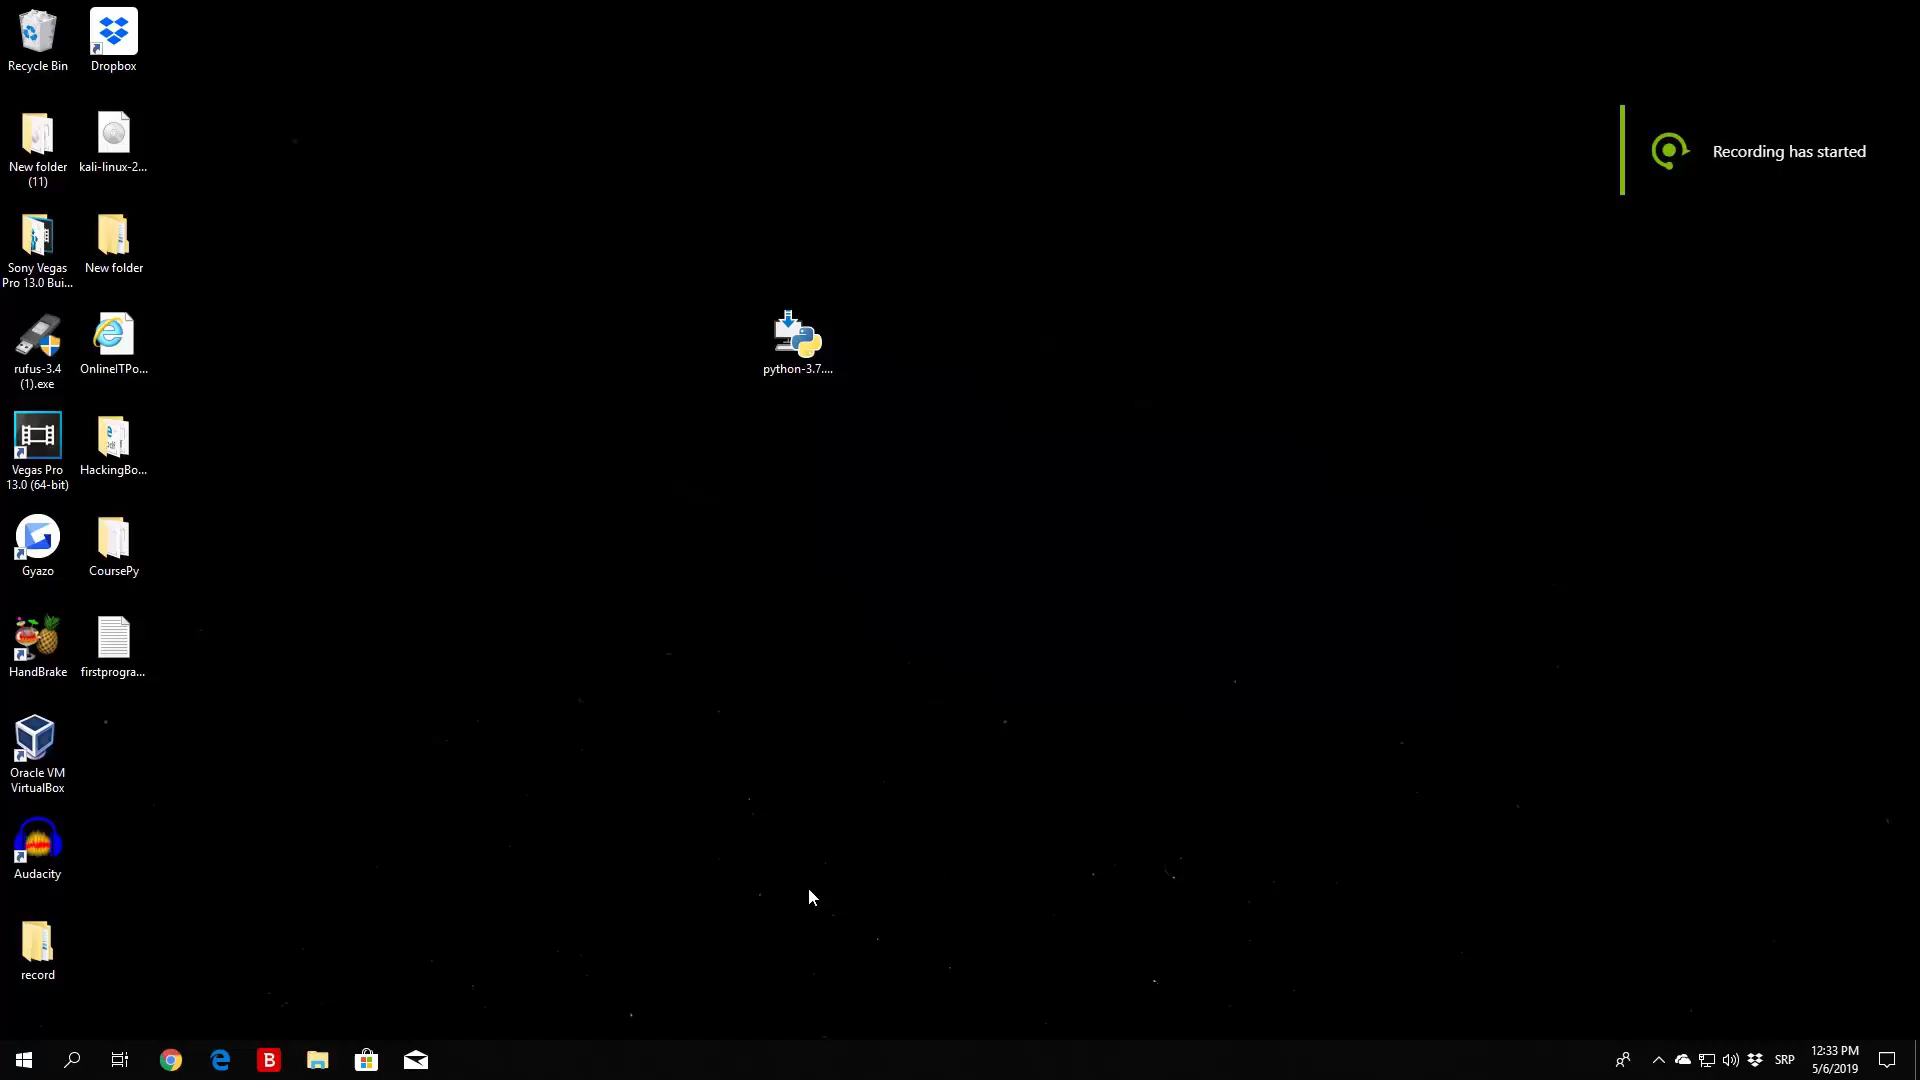 Recycle Bin
Dropbox
New folder
(11)
kali-linux-2...
Sony Vegas
Pro 13.0 Bui...
New folder
rufus-3.4
(1).exe
OnlineITPo...
Vegas Pro
13.0 (64-bit)
HackingBo...
Gyazo
CoursePy
HandBrake
firstprogra...
Oracle VM
VirtualBox
Audacity
record
python-3.7....
Recording has started
B
SRP
12:33 PM
5/6/2019